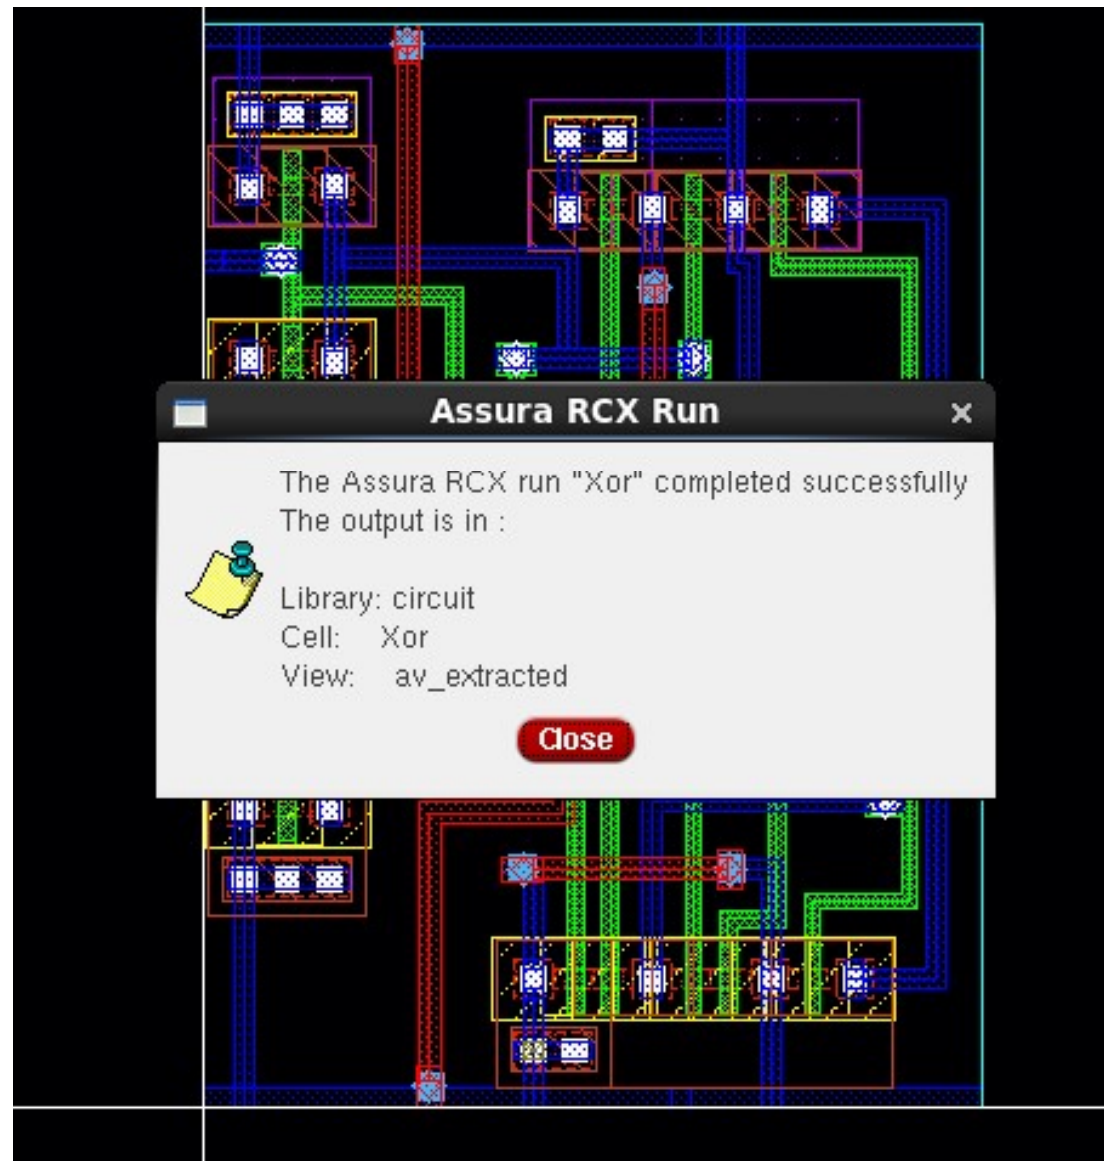 Assura RCX Run
The Assura RCX run "Xor" completed successfully
The output is in :
Library: circuit
Cell: Xor
View: av_extracted
Close